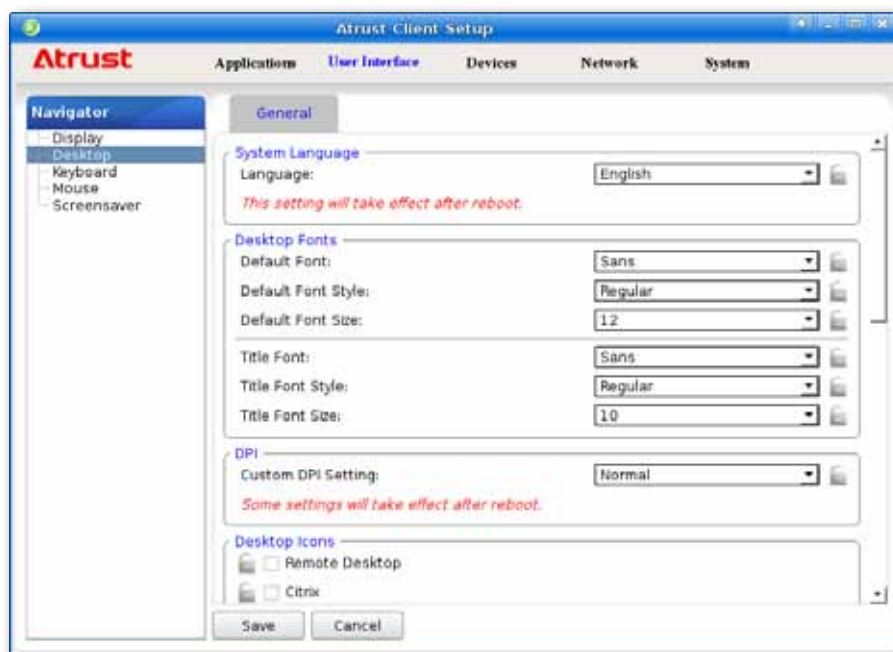 Atrust Client Setup
Atrust
Applications User Interface Devices Network System
Navigator
Display
Desktop
Keyboard
Mouse
Screensaver
General
System Language
Language: English
This setting will take effect after reboot.
Desktop Fonts
Default Font: Sans
Default Font Style: Regular
Default Font Size: 12
Title Font: Sans
Title Font Style: Regular
Title Font Size: 10
DPI
Custom DPI Setting: Normal
Some settings will take effect after reboot.
Desktop Icons
Remote Desktop
Citrix
Save Cancel